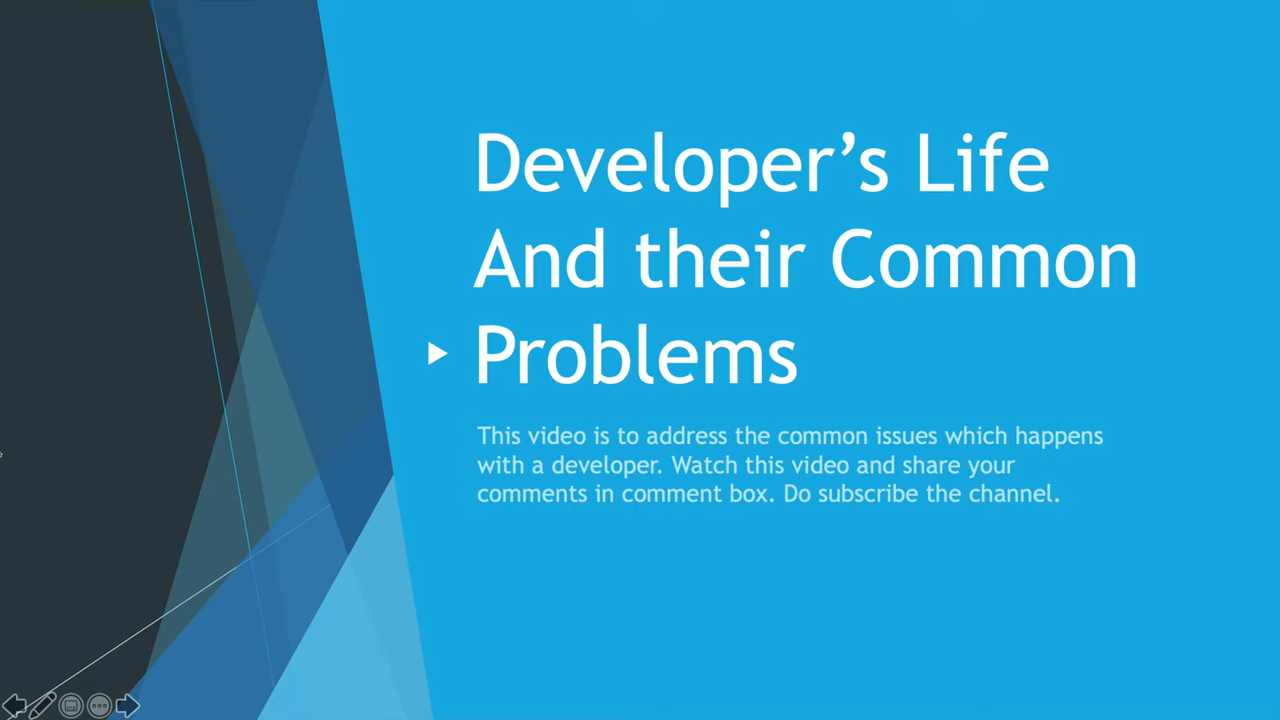 Developer’s Life
And their Common
Problems
This video is to address the common issues which happens
with a developer. Watch this video and share your
comments in comment box. Do subscribe the channel.